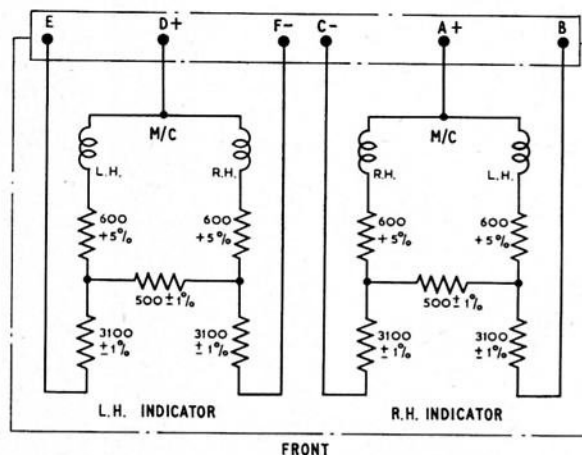 E D+ F- C- A+ B
M/C M/C
L.H. R.H. R.H. L.H.
600 600 600 600
+5% +5% +5% +5%
500±1% 500±1%
3100 3100 3100 3100
±1% ±1% ±1% ±1%
L.H. INDICATOR R.H. INDICATOR
FRONT